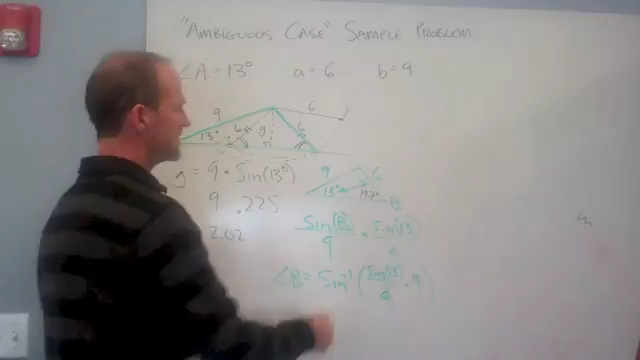 "Ambiguous Case" Sample Problem
∠A = 13° a = 6 b = 9
9 6
13° 6
g = 9 · Sin(13°)
9 .225
2.02
9 6
13°
Sin(B) = Sin(13)
9 6
∠B = Sin⁻¹ (Sin(13) · 9)
6